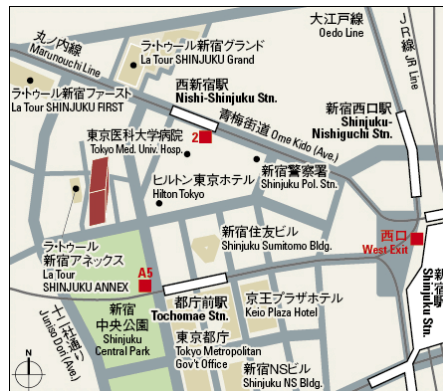 丸ノ内線
Marunouchi Line
ラ・トゥール新宿グランド
La Tour SHINJUKU Grand
大江戸線
Oedo Line
JR線 JR Line
ラ・トゥール新宿ファースト
La Tour SHINJUKU FIRST
西新宿駅
Nishi-Shinjuku Stn.
新宿西口駅
Shinjuku-
Nishiguchi Stn.
青梅街道 Ome Kido (Ave.)
東京医科大学病院
Tokyo Med. Univ. Hosp.
2
ヒルトン東京ホテル
Hilton Tokyo
新宿警察署
Shinjuku Pol. Stn.
新宿住友ビル
Shinjuku Sumitomo Bldg.
西口
West Exit
新宿駅
Shinjuku Stn.
ラ・トゥール
新宿アネックス
La Tour
SHINJUKU ANNEX
A5
十二社通り
Juniso Dori (Ave.)
新宿
中央公園
Shinjuku
Central Park
都庁前駅
Tochomae Stn.
京王プラザホテル
Keio Plaza Hotel
東京都庁
Tokyo Metropolitan
Gov't Office
新宿NSビル
Shinjuku NS Bldg.
N